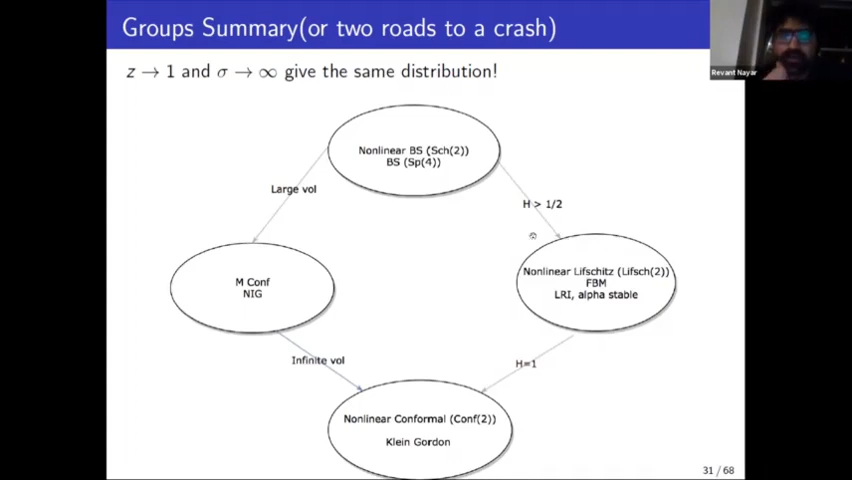 Groups Summary(or two roads to a crash)
Revant Nayar
z → 1 and σ → ∞ give the same distribution!
Nonlinear BS (Sch(2))
BS (Sp(4))
Large vol
H > 1/2
M Conf
NIG
Nonlinear Lifschitz (Lifsch(2))
FBM
LRI, alpha stable
Infinite vol
H=1
Nonlinear Conformal (Conf(2))
Klein Gordon
31 / 68